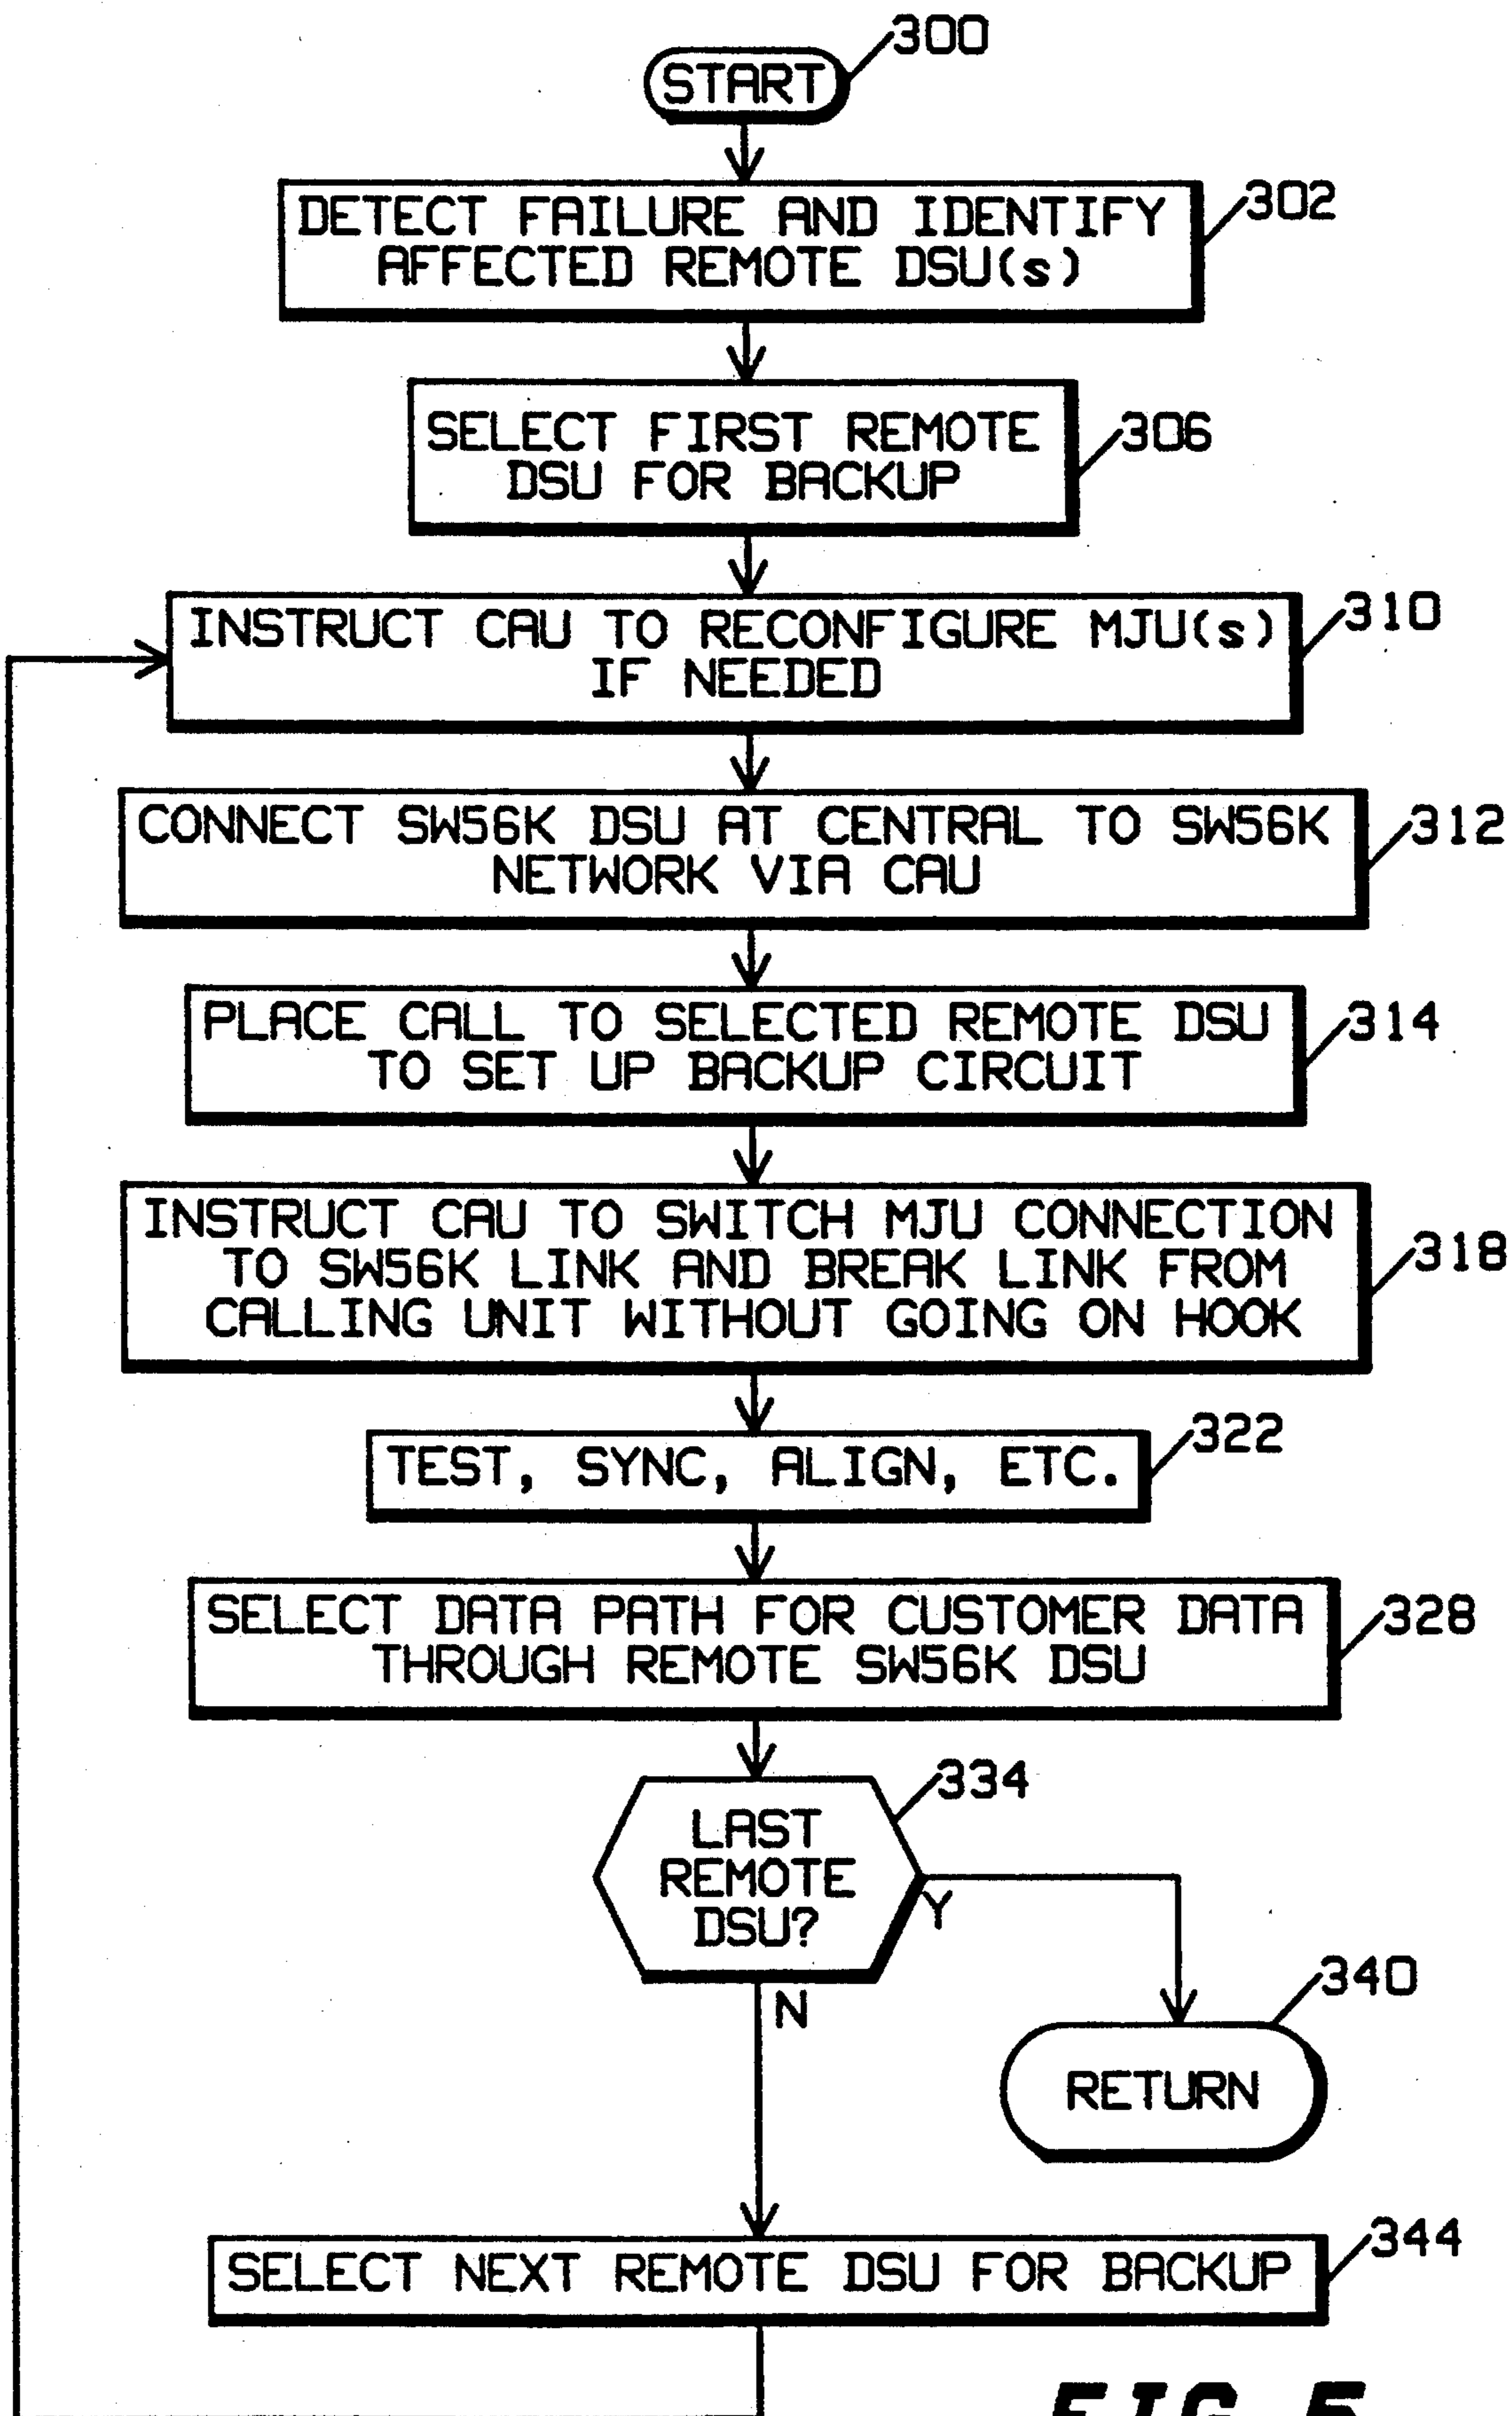 300
START
302
DETECT FAILURE AND IDENTIFY
AFFECTED REMOTE DSU(s)
306
SELECT FIRST REMOTE
DSU FOR BACKUP
310
INSTRUCT CAU TO RECONFIGURE MJU(s)
IF NEEDED
312
CONNECT SW56K DSU AT CENTRAL TO SW56K
NETWORK VIA CAU
314
PLACE CALL TO SELECTED REMOTE DSU
TO SET UP BACKUP CIRCUIT
318
INSTRUCT CAU TO SWITCH MJU CONNECTION
TO SW56K LINK AND BREAK LINK FROM
CALLING UNIT WITHOUT GOING ON HOOK
322
TEST, SYNC, ALIGN, ETC.
328
SELECT DATA PATH FOR CUSTOMER DATA
THROUGH REMOTE SW56K DSU
334
LAST
REMOTE
DSU?
Y
N
340
RETURN
344
SELECT NEXT REMOTE DSU FOR BACKUP
FIG.5